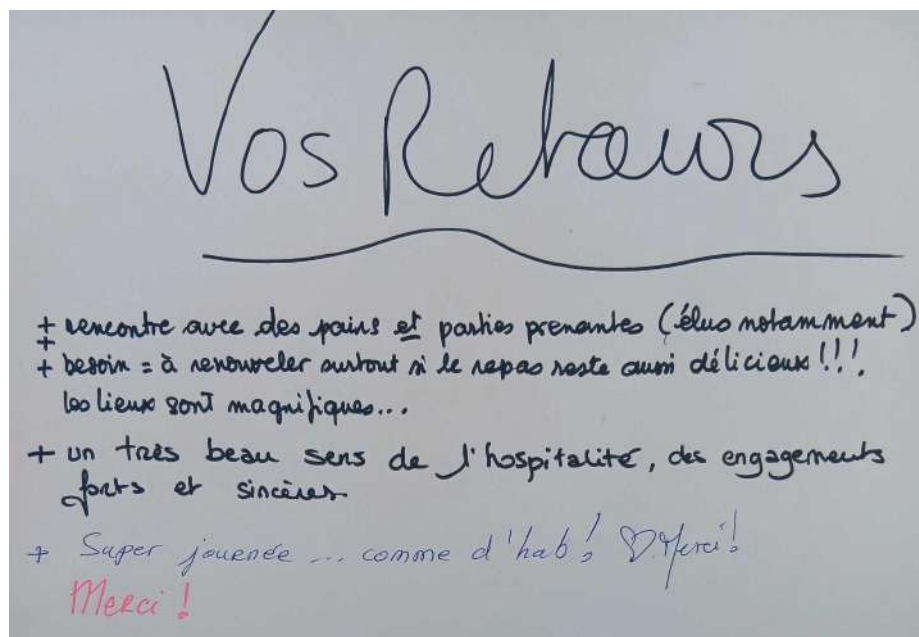 Vos Retours
+ rencontre avec des pairs et parties prenantes (élus notamment)
+
+ besoin = à renouveler surtout si le repas reste aussi délicieux !!!
les lieux sont magnifiques...
+ un très beau sens de l'hospitalité, des engagements
forts et sincères
+ Super journée ... comme d'hab ! ♡ Merci !
Merci !